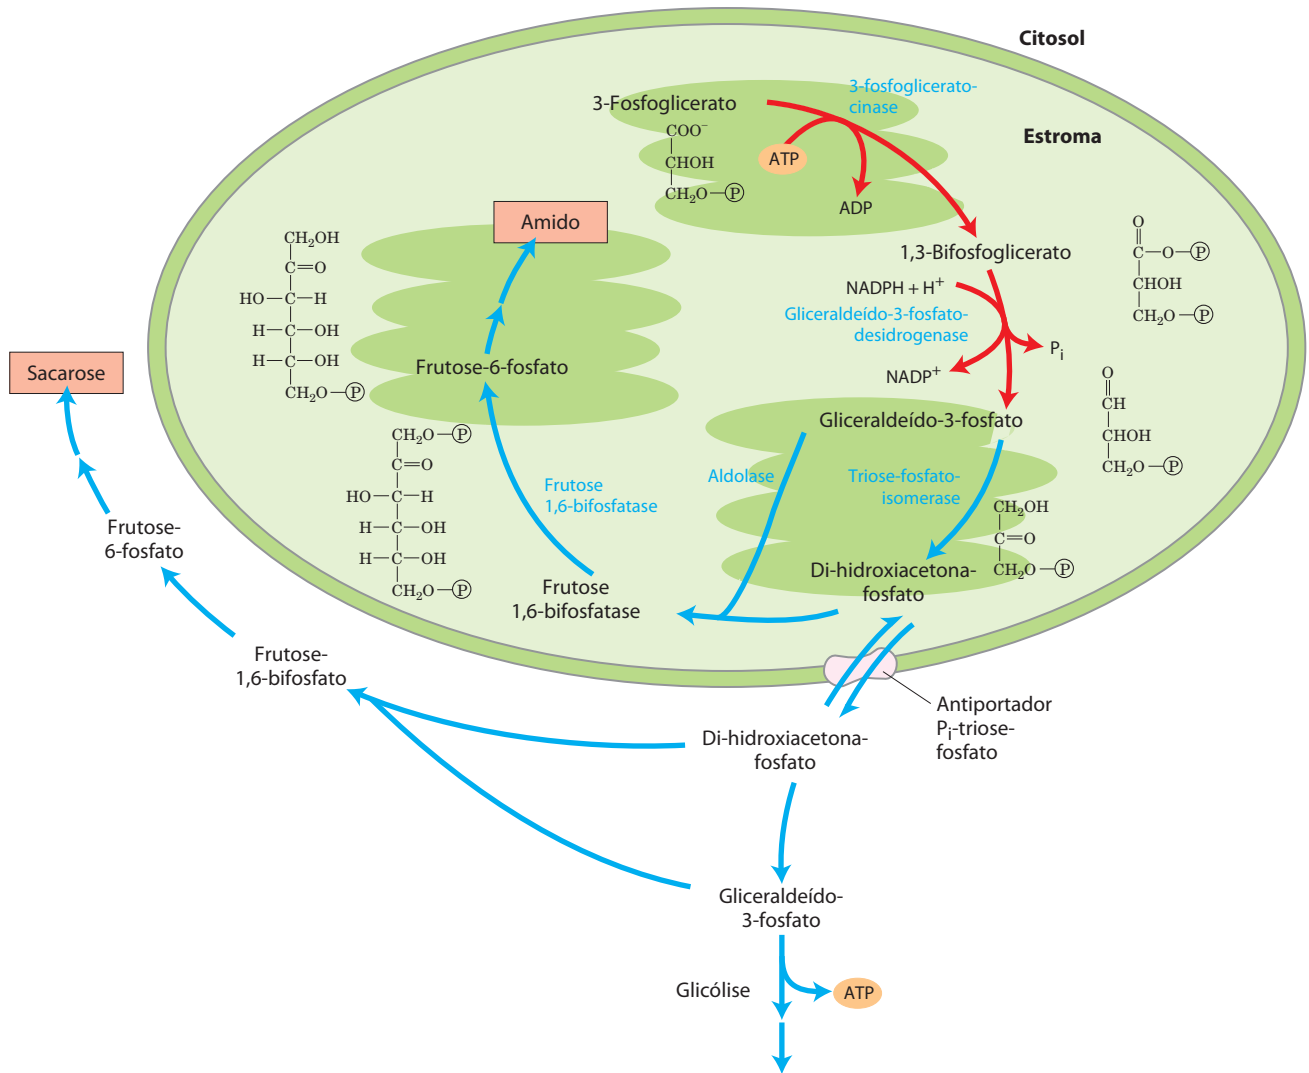 Citosol
Estroma
3-Fosfoglicerato
3-fosfoglicerato-
cinase
COO⁻
CHOH
CH₂O—Ⓟ
ATP
ADP
1,3-Bifosfoglicerato
O
C—O—Ⓟ
CHOH
CH₂O—Ⓟ
NADPH + H⁺
Gliceraldeído-3-fosfato-
desidrogenase
Pᵢ
NADP⁺
O
CH
CHOH
CH₂O—Ⓟ
Gliceraldeído-3-fosfato
Aldolase
Triose-fosfato-
isomerase
CH₂OH
C=O
CH₂O—Ⓟ
Di-hidroxiacetona-
fosfato
Amido
CH₂OH
C=O
HO—C—H
H—C—OH
H—C—OH
CH₂O—Ⓟ
Frutose-6-fosfato
CH₂O—Ⓟ
C=O
HO—C—H
H—C—OH
H—C—OH
CH₂O—Ⓟ
Frutose
1,6-bifosfatase
Frutose
1,6-bifosfatase
Sacarose
Frutose-
6-fosfato
Frutose-
1,6-bifosfato
Antiportador
Pᵢ-triose-
fosfato
Di-hidroxiacetona-
fosfato
Gliceraldeído-
3-fosfato
Glicólise
ATP